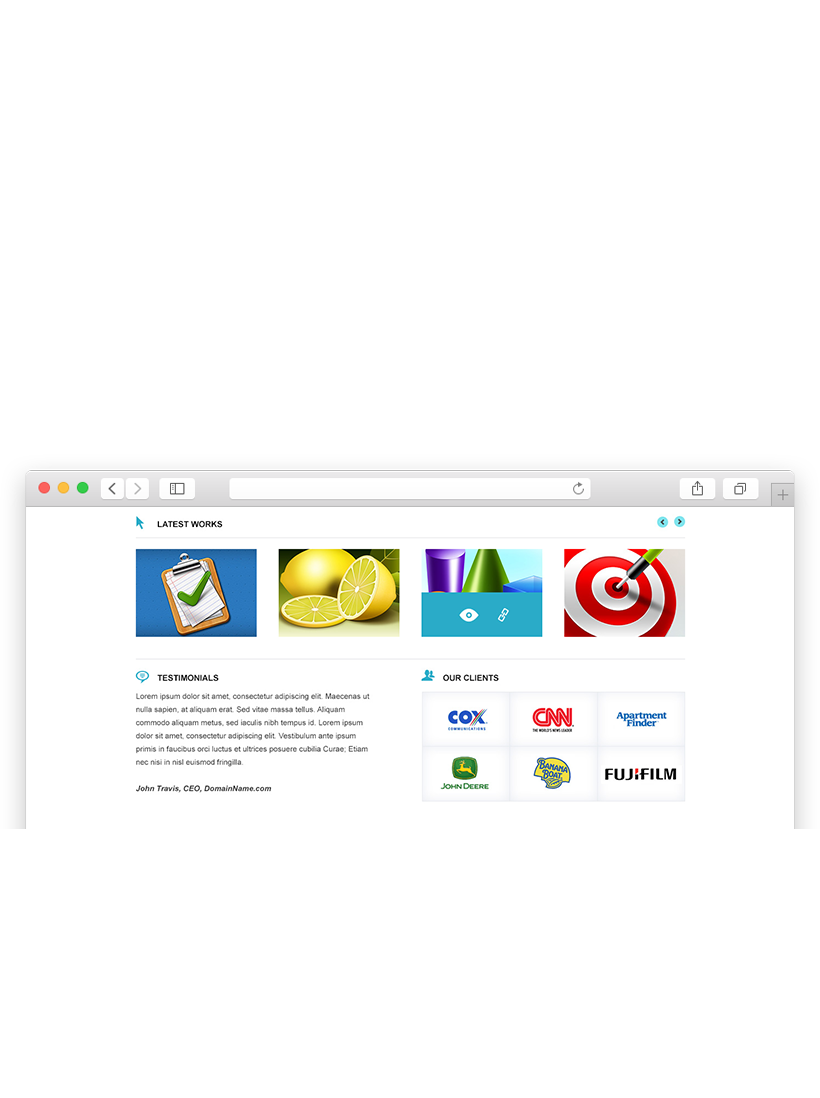 LATEST WORKS
TESTIMONIALS
Lorem ipsum dolor sit amet, consectetur adipiscing elit. Maecenas ut
nulla sapien, at aliquam erat. Sed vitae massa tellus. Aliquam
commodo aliquam metus, sed iaculis nibh tempus id. Lorem ipsum
dolor sit amet, consectetur adipiscing elit. Vestibulum ante ipsum
primis in faucibus orci luctus et ultrices posuere cubilia Curae; Etiam
nec nisi in nisl euismod fringilla.
John Travis, CEO, DomainName.com
OUR CLIENTS
COX
COMMUNICATIONS
CNN
THE WORLD'S NEWS LEADER
Apartment
Finder
JOHN DEERE
BANANA
BOAT
FUJIFILM